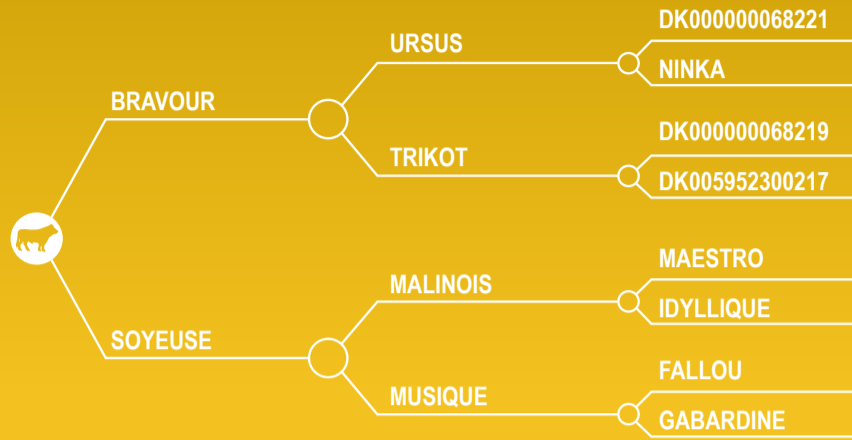 DK000000068221
URSUS
NINKA
BRAVOUR
DK000000068219
TRIKOT
DK005952300217
MAESTRO
MALINOIS
IDYLLIQUE
SOYEUSE
FALLOU
MUSIQUE
GABARDINE